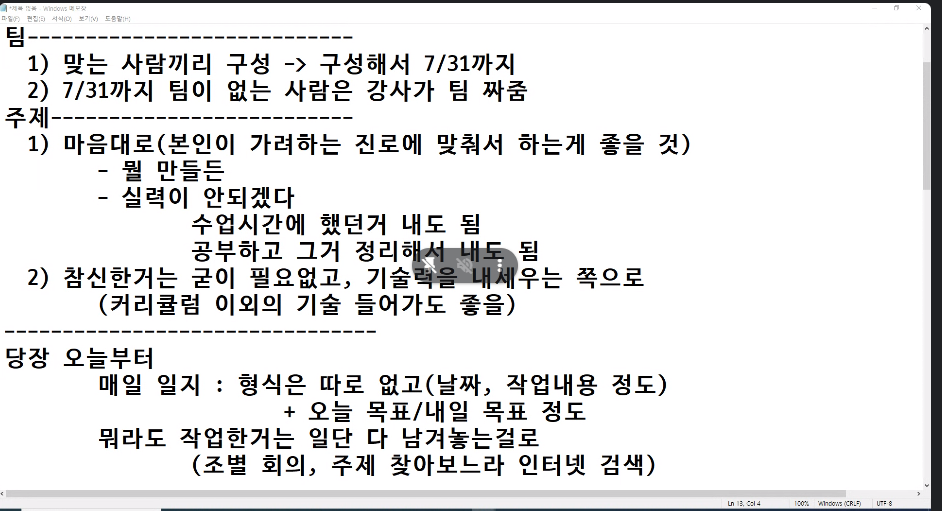 *제목 없음 - Windows 메모장
파일(F) 편집(E) 서식(O) 보기(V) 도움말(H)
팀----------------------------
1) 맞는 사람끼리 구성 -> 구성해서 7/31까지
2) 7/31까지 팀이 없는 사람은 강사가 팀 짜줌
주제--------------------------
1) 마음대로(본인이 가려하는 진로에 맞춰서 하는게 좋을 것)
- 뭘 만들든
- 실력이 안되겠다
수업시간에 했던거 내도 됨
공부하고 그거 정리해서 내도 됨
2) 참신한거는 굳이 필요없고, 기술력을 내세우는 쪽으로
(커리큘럼 이외의 기술 들어가도 좋을)
--------------------------------
당장 오늘부터
매일 일지 : 형식은 따로 없고(날짜, 작업내용 정도)
+ 오늘 목표/내일 목표 정도
뭐라도 작업한거는 일단 다 남겨놓는걸로
(조별 회의, 주제 찾아보느라 인터넷 검색)
Ln 13, Col 4 100% Windows (CRLF) UTF-8